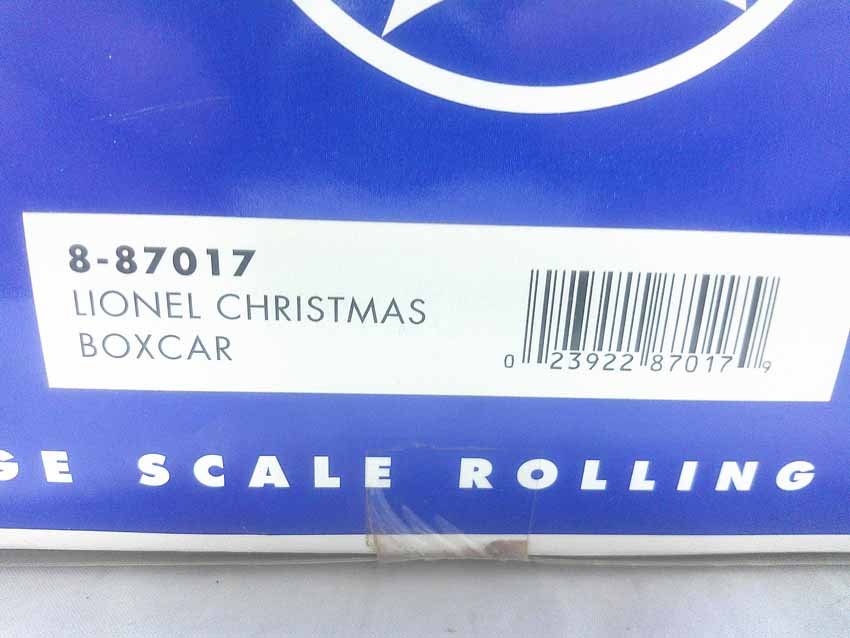 8-87017
LIONEL CHRISTMAS
BOXCAR
0 23922 87017 9
GE SCALE ROLLING